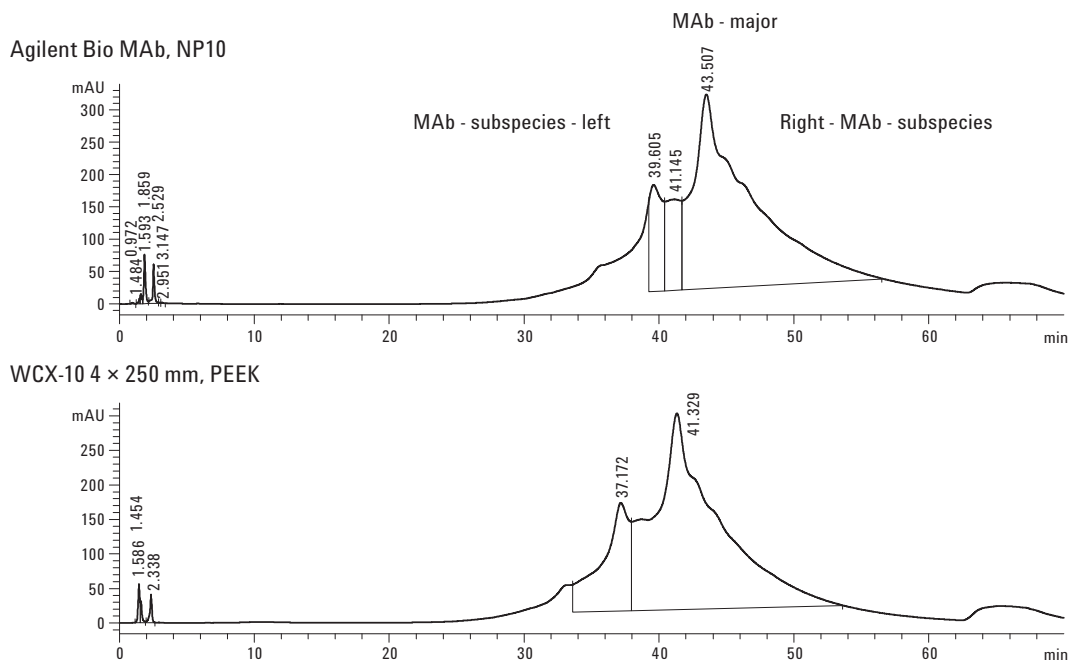 MAb - major
Agilent Bio MAb, NP10
mAU
43.507
MAb - subspecies - left
Right - MAb - subspecies
39.605
41.145
300
250
200
150
100
50
0
1.484 0.972
1.593 1.859
2.951 3.147 2.529
0 10 20 30 40 50 60 min
WCX-10 4 × 250 mm, PEEK
mAU
41.329
37.172
250
200
150
100
50
0
1.586 1.454
2.338
0 10 20 30 40 50 60 min